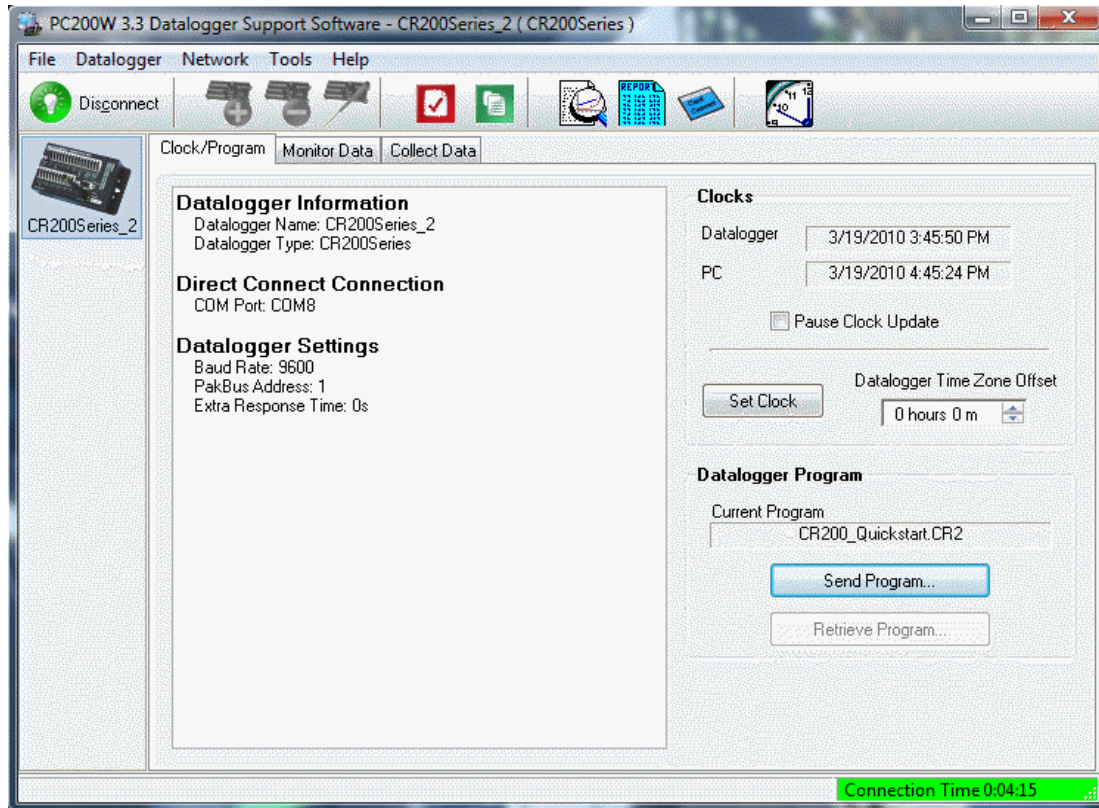 PC200W 3.3 Datalogger Support Software - CR200Series_2 ( CR200Series )
File Datalogger Network Tools Help
Disconnect
REPORT
CR200Series_2
Clock/Program Monitor Data Collect Data
Datalogger Information
Datalogger Name: CR200Series_2
Datalogger Type: CR200Series
Direct Connect Connection
COM Port: COM8
Datalogger Settings
Baud Rate: 9600
PakBus Address: 1
Extra Response Time: 0s
Clocks
Datalogger 3/19/2010 3:45:50 PM
PC 3/19/2010 4:45:24 PM
Pause Clock Update
Datalogger Time Zone Offset
Set Clock 0 hours 0 m
Datalogger Program
Current Program
CR200_Quickstart.CR2
Send Program...
Retrieve Program...
Connection Time 0:04:15